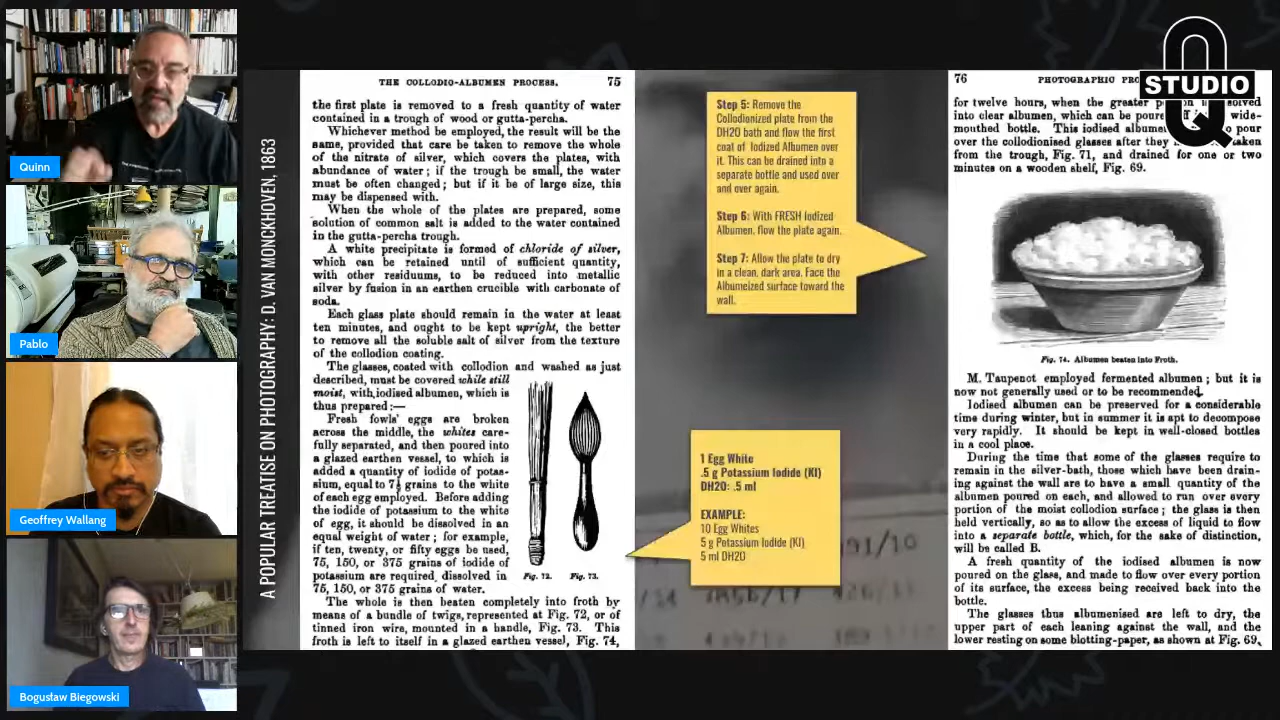 Quinn
Pablo
Geoffrey Wallang
Bogusław Biegowski
A POPULAR TREATISE ON PHOTOGRAPHY: D. VAN MONCKHOVEN, 1863
THE COLLODIO-ALBUMEN PROCESS. 75
the first plate is removed to a fresh quantity of water
contained in a trough of wood or gutta-percha.
Whichever method be employed, the result will be the
same, provided that care be taken to remove the whole
of the nitrate of silver, which covers the plates, with
abundance of water; if the trough be small, the water
must be often changed; but if it be of large size, this
may be dispensed with.
When the whole of the plates are prepared, some
solution of common salt is added to the water contained
in the gutta-percha trough.
A white precipitate is formed of chloride of silver,
which can be retained until of sufficient quantity,
with other residuums, to be reduced into metallic
silver by fusion in an earthen crucible with carbonate of
soda.
Each glass plate should remain in the water at least
ten minutes, and ought to be kept upright, the better
to remove all the soluble salt of silver from the texture
of the collodion coating.
The glasses, coated with collodion and washed as just
described, must be covered while still
moist, with iodised albumen, which is
thus prepared:—
Fresh fowls' eggs are broken
across the middle, the whites care-
fully separated, and then poured into
a glazed earthen vessel, to which is
added a quantity of iodide of potas-
sium, equal to 7½ grains to the white
of each egg employed. Before adding
the iodide of potassium to the white
of egg, it should be dissolved in an
equal weight of water; for example,
if ten, twenty, or fifty eggs be used,
75, 150, or 375 grains of iodide of
potassium are required, dissolved in
75, 150, or 375 grains of water.
Fig. 72. Fig. 73.
The whole is then beaten completely into froth by
means of a bundle of twigs, represented at Fig. 72, or of
tinned iron wire, mounted in a handle, Fig. 73. This
froth is left to itself in a glazed earthen vessel, Fig. 74,
Step 5: Remove the
Collodionized plate from the
DH2O bath and flow the first
coat of Iodized Albumen over
it. This can be drained into a
separate bottle and used over
and over again.
Step 6: With FRESH Iodized
Albumen, flow the plate again.
Step 7: Allow the plate to dry
in a clean, dark area. Face the
Albumeized surface toward the
wall.
1 Egg White
.5 g Potassium Iodide (KI)
DH2O: .5 ml
EXAMPLE:
10 Egg Whites
5 g Potassium Iodide (KI)
5 ml DH2O
STUDIO
Q
76 PHOTOGRAPHIC
for twelve hours, when the greater
into clear albumen, which can be wide-
mouthed bottle. This iodised pour
over the collodionised glasses after they
from the trough, Fig. 71, and drained for one or two
minutes on a wooden shelf, Fig. 69.
Fig. 74. Albumen beaten into Froth.
M. Taupenot employed fermented albumen; but it is
now not generally used or to be recommended.
Iodised albumen can be preserved for a considerable
time during winter, but in summer it is apt to decompose
very rapidly. It should be kept in well-closed bottles
in a cool place.
During the time that some of the glasses require to
remain in the silver-bath, those which have been drain-
ing against the wall are to have a small quantity of the
albumen poured on each, and allowed to run over every
portion of the moist collodion surface; the glass is then
held vertically, so as to allow the excess of liquid to flow
into a separate bottle, which, for the sake of distinction,
will be called B.
A fresh quantity of the iodised albumen is now
poured on the glass, and made to flow over every portion
of its surface, the excess being received back into the
bottle.
The glasses thus albumenised are left to dry, the
upper part of each leaning against the wall, and the
lower resting on some blotting-paper, as shown at Fig. 69,